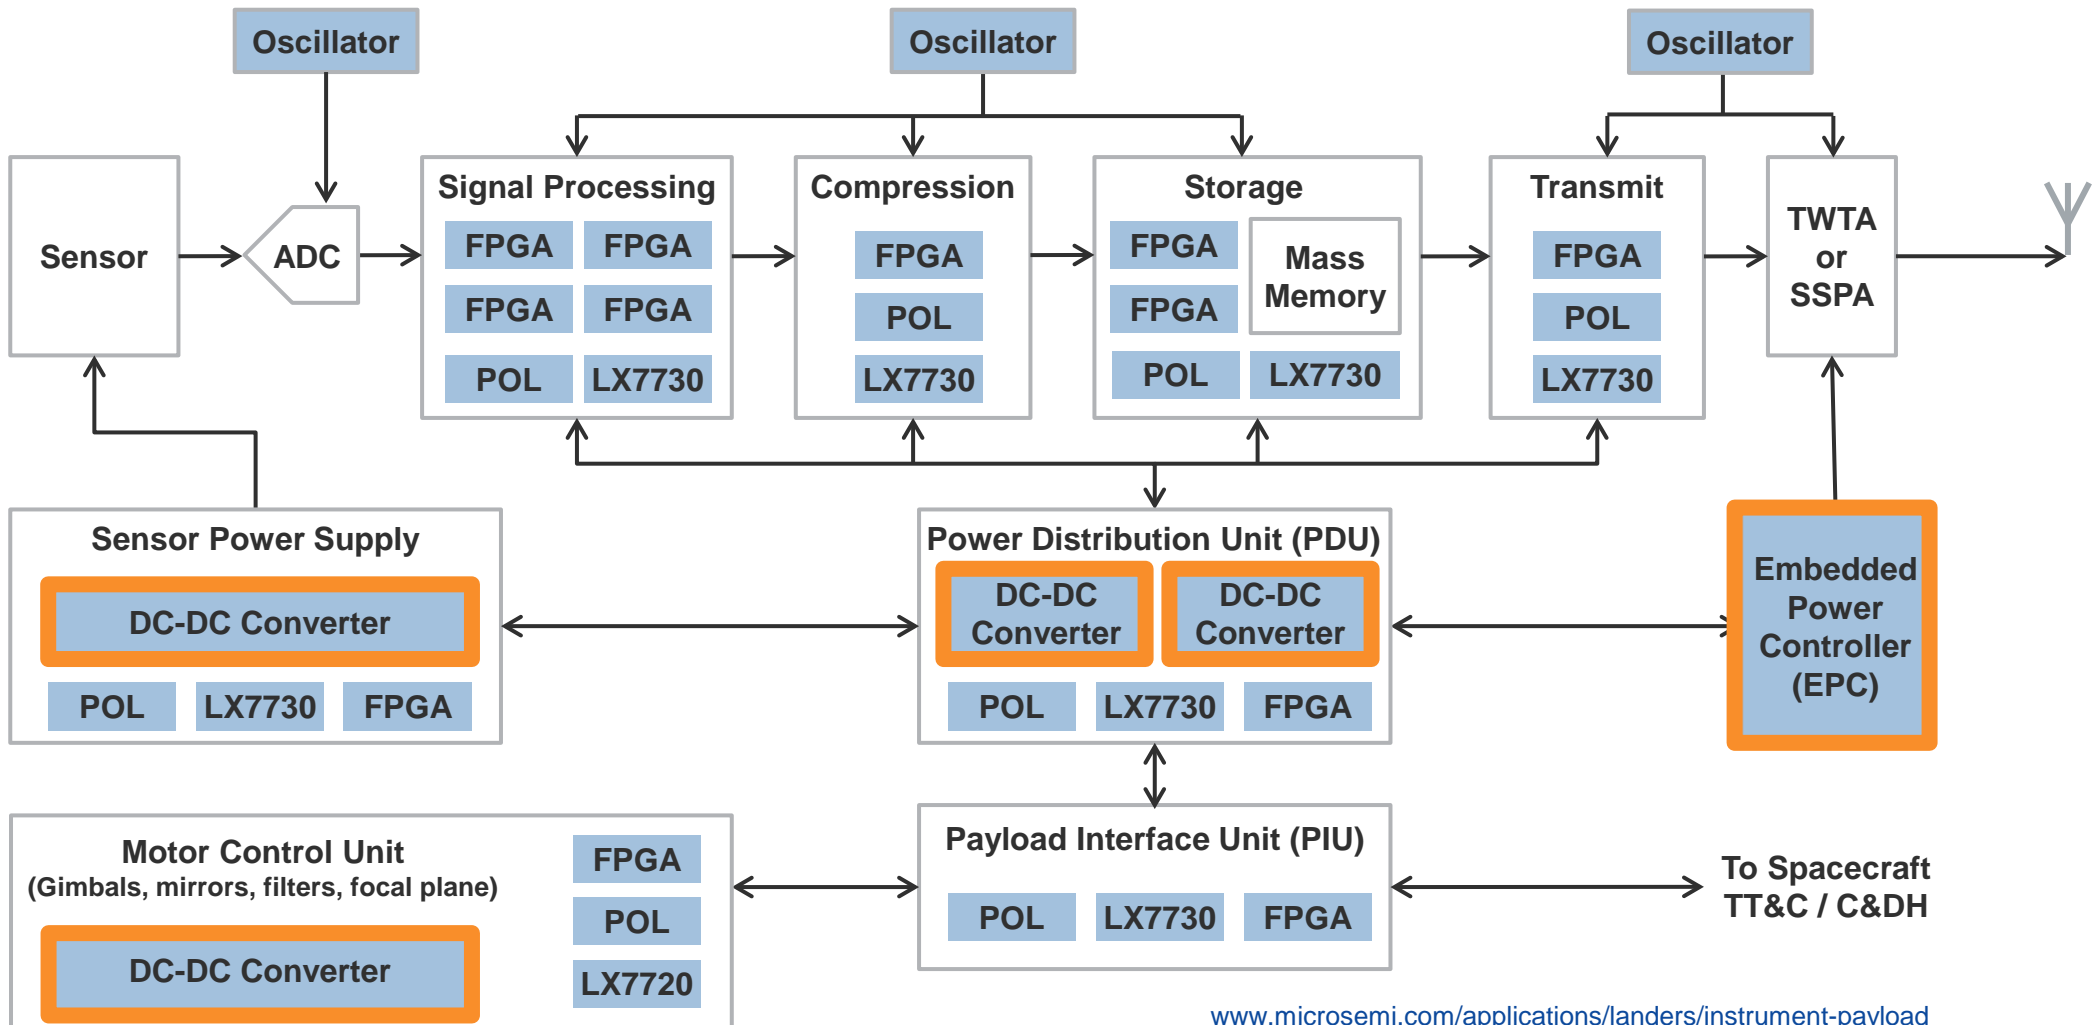 Oscillator
Oscillator
Oscillator
Sensor
ADC
Signal Processing
FPGA
FPGA
FPGA
FPGA
POL
LX7730
Compression
FPGA
POL
LX7730
Storage
FPGA
FPGA
Mass
Memory
POL
LX7730
Transmit
FPGA
POL
LX7730
TWTA
or
SSPA
Sensor Power Supply
DC-DC Converter
POL
LX7730
FPGA
Power Distribution Unit (PDU)
DC-DC
Converter
DC-DC
Converter
POL
LX7730
FPGA
Embedded
Power
Controller
(EPC)
Motor Control Unit
(Gimbals, mirrors, filters, focal plane)
DC-DC Converter
FPGA
POL
LX7720
Payload Interface Unit (PIU)
POL
LX7730
FPGA
To Spacecraft
TT&C / C&DH
www.microsemi.com/applications/landers/instrument-payload